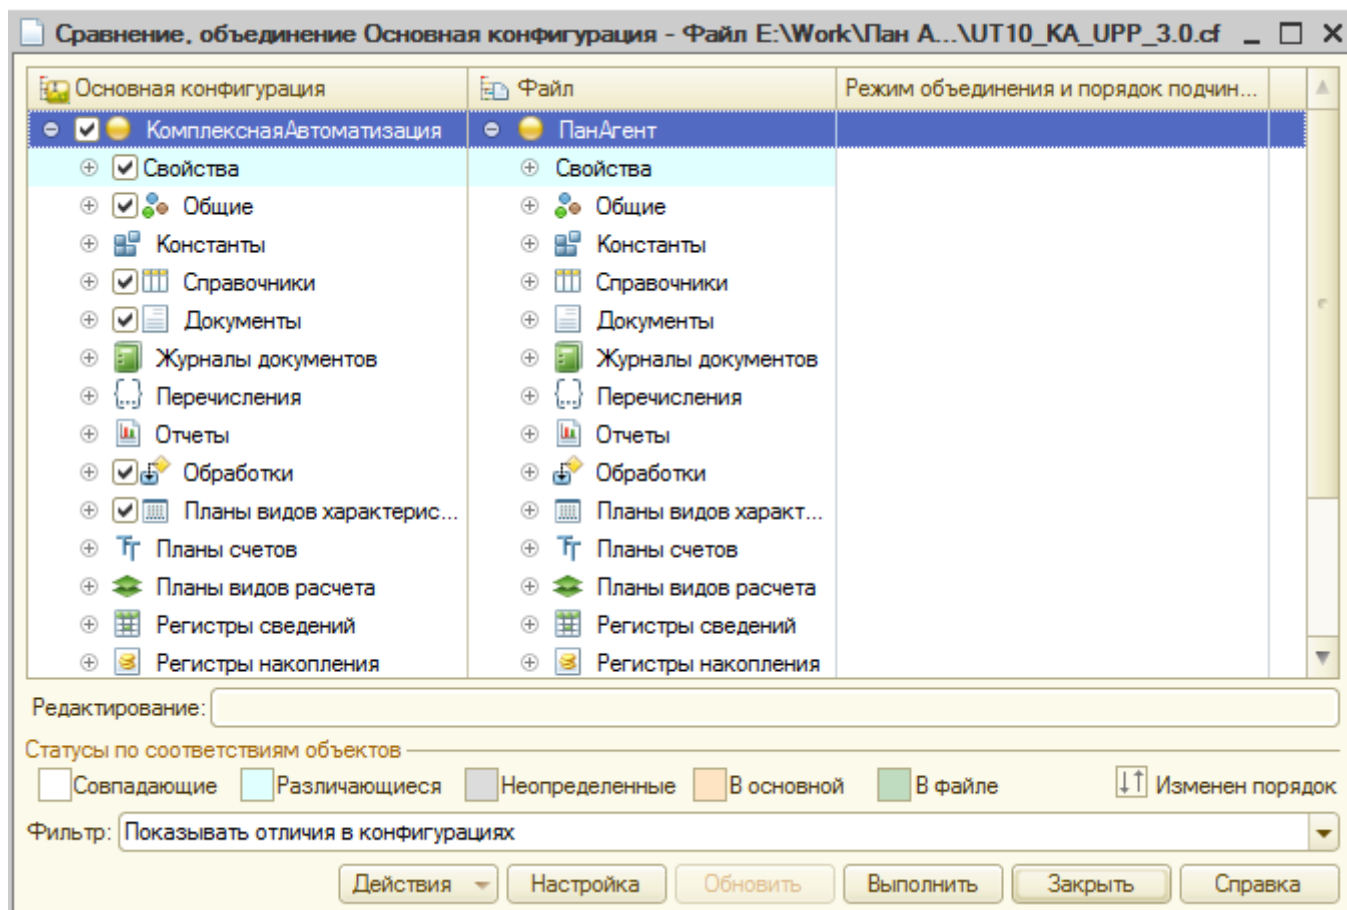 Сравнение, объединение Основная конфигурация - Файл E:\Work\Пан А...\UT10_KA_UPP_3.0.cf
Основная конфигурация Файл Режим объединения и порядок подчин...
КомплекснаяАвтоматизация ПанАгент
Свойства Свойства
Общие Общие
Константы Константы
Справочники Справочники
Документы Документы
Журналы документов Журналы документов
Перечисления Перечисления
Отчеты Отчеты
Обработки Обработки
Планы видов характерис... Планы видов характ...
Планы счетов Планы счетов
Планы видов расчета Планы видов расчета
Регистры сведений Регистры сведений
Регистры накопления Регистры накопления
Редактирование:
Статусы по соответствиям объектов
Совпадающие Различающиеся Неопределенные В основной В файле Изменен порядок
Фильтр: Показывать отличия в конфигурациях
Действия Настройка Обновить Выполнить Закрыть Справка